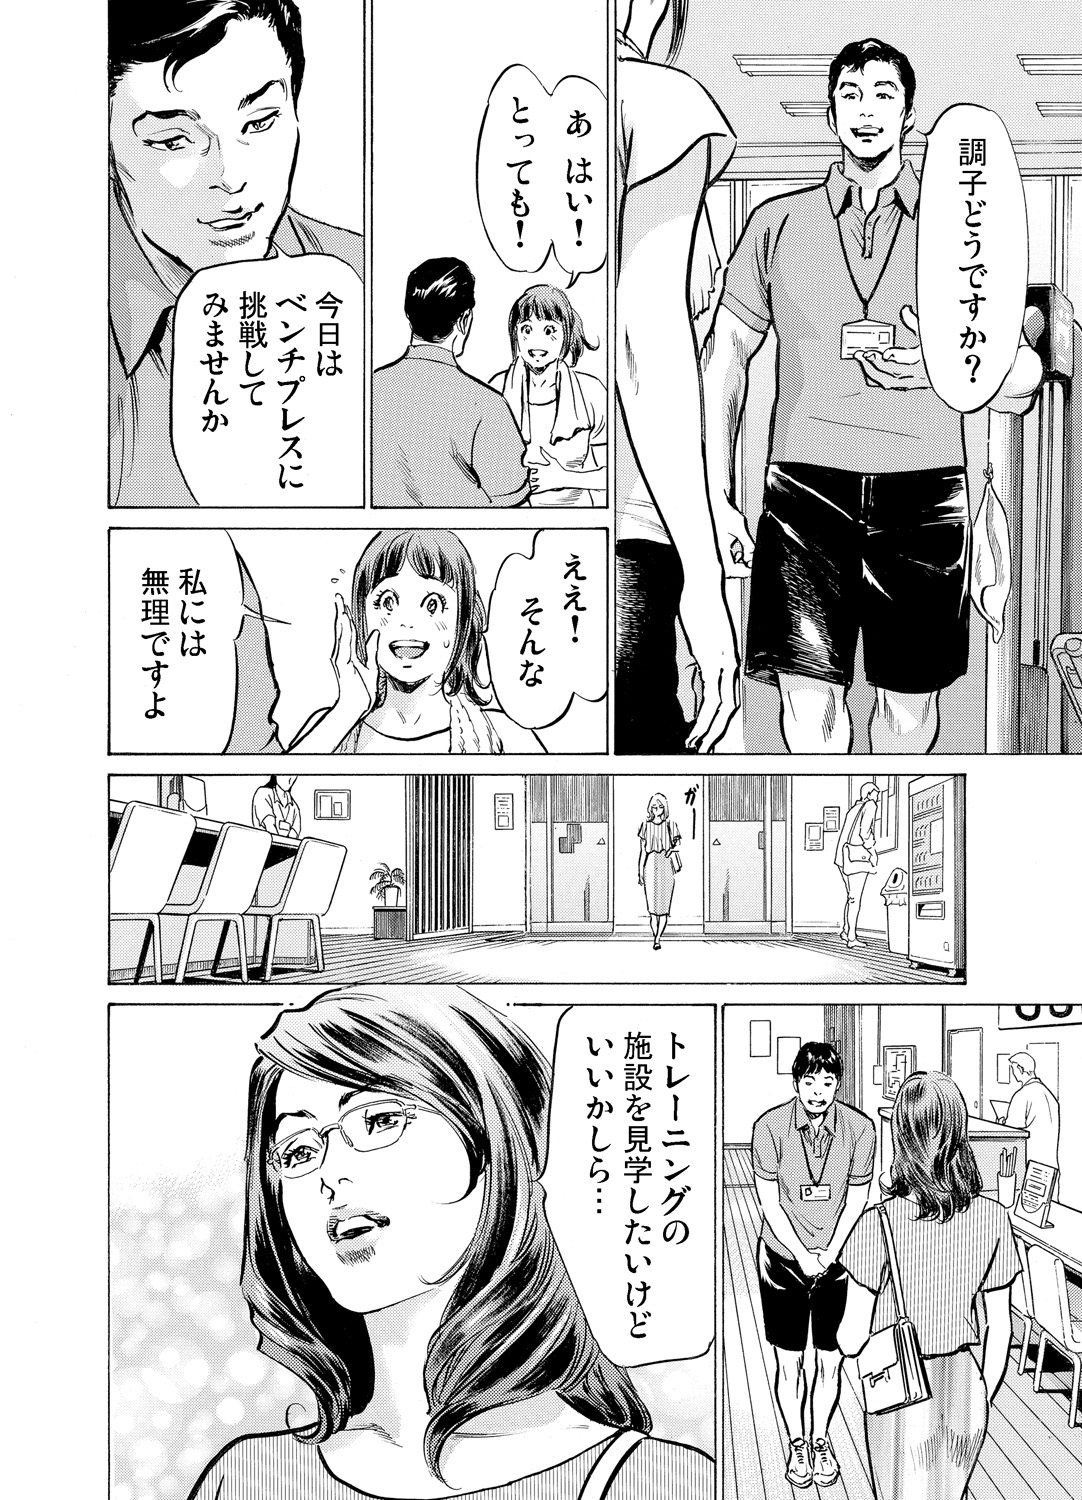 調子どうですか?
あ はい!
とっても!
今日は
ベンチプレスに
挑戦して
みませんか
ええ!
そんな
私には
無理ですよ
ガー
トレーニングの
施設を見学したいけど
いいかしら…